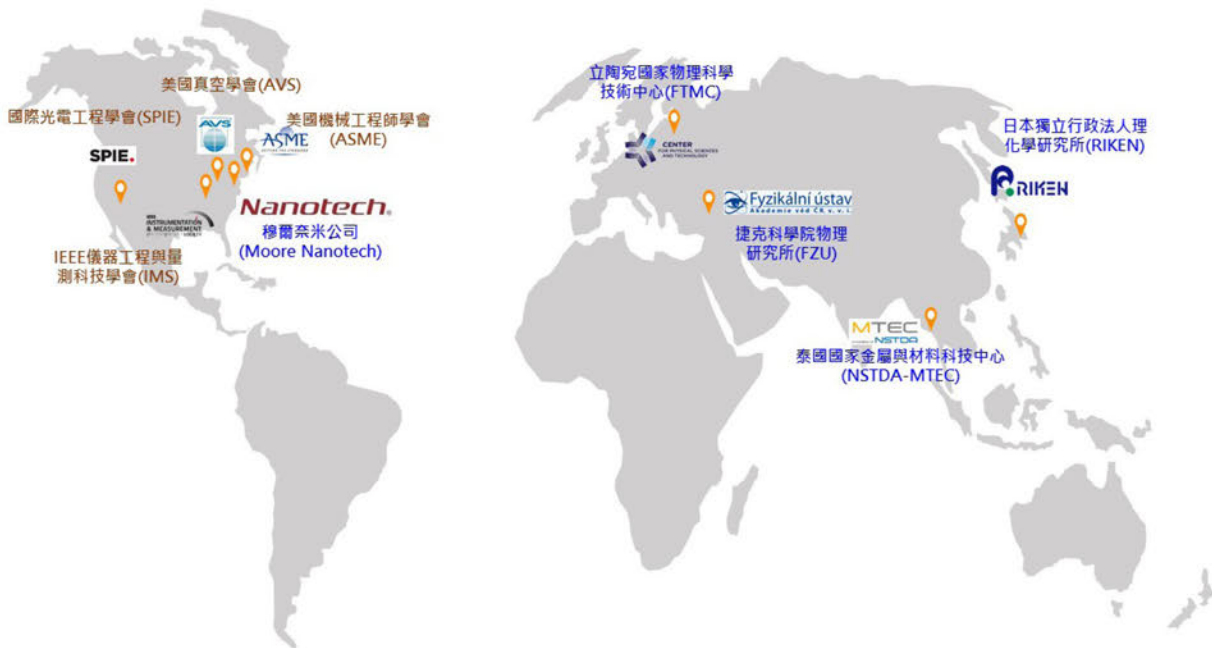 美國真空學會(AVS)
國際光電工程學會(SPIE)
AVS
美國機械工程師學會
(ASME)
ASME
SETTING THE STANDARD
SPIE.
Nanotech®
穆爾奈米公司
(Moore Nanotech)
IEEE
INSTRUMENTATION
& MEASUREMENT
SOCIETY
IEEE儀器工程與量
測科技學會(IMS)
立陶宛國家物理科學
技術中心(FTMC)
CENTER
FOR PHYSICAL SCIENCES
AND TECHNOLOGY
Fyzikální ústav
Akademie věd ČR, v. v. i.
捷克科學院物理
研究所(FZU)
日本獨立行政法人理
化學研究所(RIKEN)
RIKEN
MTEC
NSTDA
泰國國家金屬與材料科技中心
(NSTDA-MTEC)